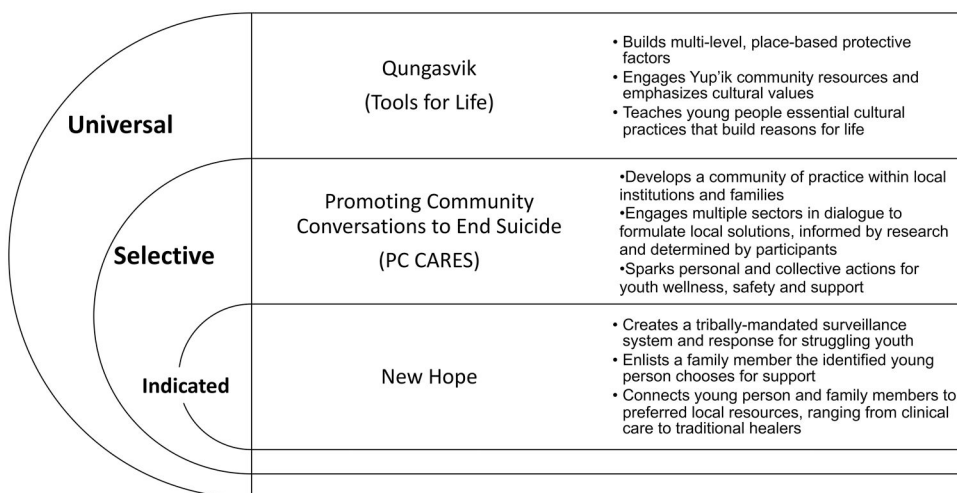 Universal
Qungasvik
(Tools for Life)
• Builds multi-level, place-based protective
factors
• Engages Yup’ik community resources and
emphasizes cultural values
• Teaches young people essential cultural
practices that build reasons for life
Selective
Promoting Community
Conversations to End Suicide
(PC CARES)
•Develops a community of practice within local
institutions and families
•Engages multiple sectors in dialogue to
formulate local solutions, informed by research
and determined by participants
•Sparks personal and collective actions for
youth wellness, safety and support
Indicated
New Hope
• Creates a tribally-mandated surveillance
system and response for struggling youth
• Enlists a family member the identified young
person chooses for support
• Connects young person and family members to
preferred local resources, ranging from clinical
care to traditional healers